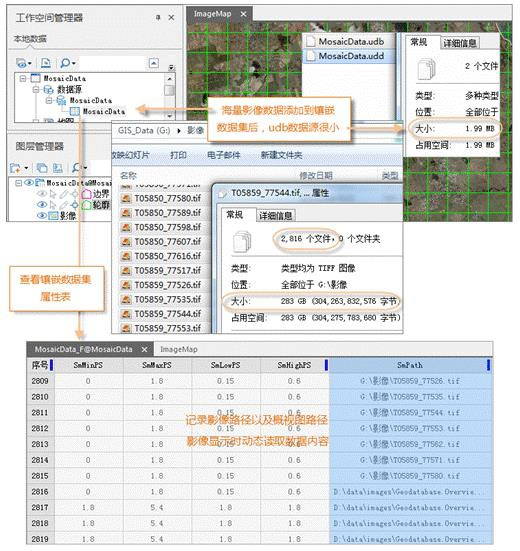 工作空间管理器
本地数据
MosaicData
数据源
MosaicData
MosaicData
图层管理器
MosaicData@Mosai
边界
轮廓
影像
ImageMap
MosaicData.udb
MosaicData.udd
常规 详细信息
2 个文件
类型: 多种类型
位置: 全部位于
大小: 1.99 MB
占用空间: 1.99 MB
海量影像数据添加到镶嵌
数据集后，udb数据源很小
GIS_Data (G:) 影像
放映幻灯片 打印 电子邮件 新建文件夹
名称 修改日期 类型
T05850_77580.tif
T05859_77589.tif
T05850_77598.tif
T05850_77607.tif
T05859_77616.tif
T05859_77517.tif
T05859_77526.tif
T05859_77535.tif
T05859_77544.tif
T05859_77553.tif
T05859_77544.tif, ... 属性
常规 详细信息
2,816 个文件，0 个文件夹
类型: 类型均为 TIFF 图像
位置: 全部位于 G:\影像
大小: 283 GB (304,263,832,576 字节)
占用空间: 283 GB (304,275,783,680 字节)
查看镶嵌数据集
属性表
MosaicData_F@MosaicData ImageMap
序号 SmMinPS SmMaxPS SmLowPS SmHighPS SmPath
2809 0 1.8 0.15 0.6 G:\影像\T05859_77526.tif
2810 0 1.8 0.15 0.6 G:\影像\T05859_77535.tif
2811 0 1.8 0.15 0.6 G:\影像\T05859_77544.tif
2812 0 1.8 0.15 0.6 G:\影像\T05859_77553.tif
2813 0 1.8 0.15 0.6 G:\影像\T05859_77562.tif
2814 0 1.8 0.15 0.6 G:\影像\T05859_77571.tif
2815 0 1.8 0.15 0.6 G:\影像\T05859_77580.tif
2816 0 1.8 0.15 0.6 D:\data\images\Geodatabase.Overvie...
2817 1.8 5.4 1.8 1.8 D:\data\images\Geodatabase.Overvie...
2818 1.8 5.4 1.8 1.8 D:\data\images\Geodatabase.Overvie...
2819 1.8 5.4 1.8 1.8 D:\data\images\Geodatabase.Overvie...
记录影像路径以及概视图路径
影像显示时动态读取数据内容